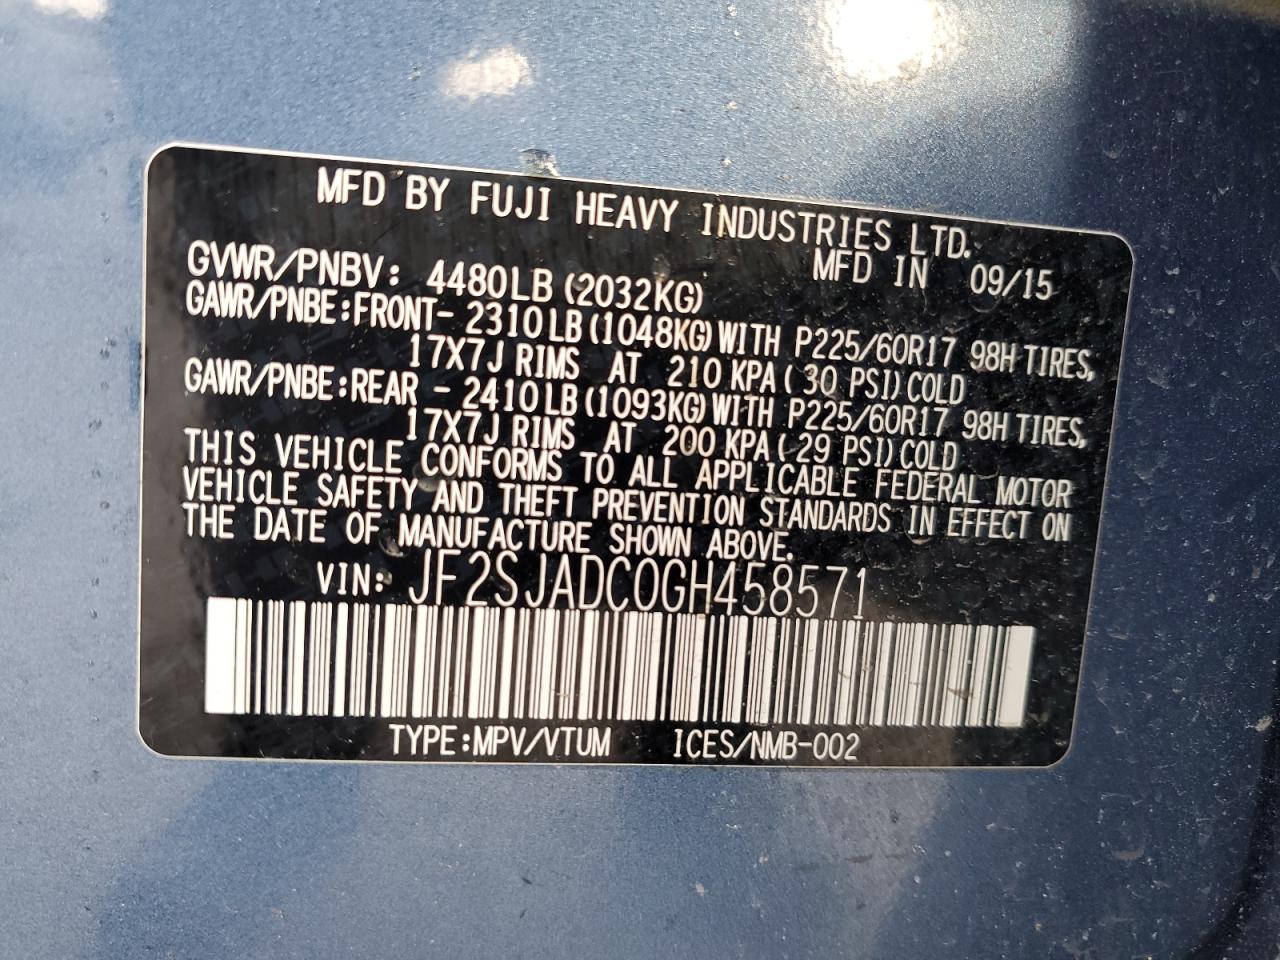 MFD BY FUJI HEAVY INDUSTRIES LTD.
MFD IN 09/15
GVWR/PNBV: 4480LB (2032KG)
GAWR/PNBE:FRONT- 2310LB(1048KG)WITH P225/60R17 98H TIRES,
17X7J RIMS AT 210 KPA( 30 PSI)COLD
GAWR/PNBE:REAR - 2410LB(1093KG)WITH P225/60R17 98H TIRES,
17X7J RIMS AT 200 KPA( 29 PSI)COLD
THIS VEHICLE CONFORMS TO ALL APPLICABLE FEDERAL MOTOR
VEHICLE SAFETY AND THEFT PREVENTION STANDARDS IN EFFECT ON
THE DATE OF MANUFACTURE SHOWN ABOVE.
VIN: JF2SJADC0GH458571
TYPE:MPV/VTUM ICES/NMB-002